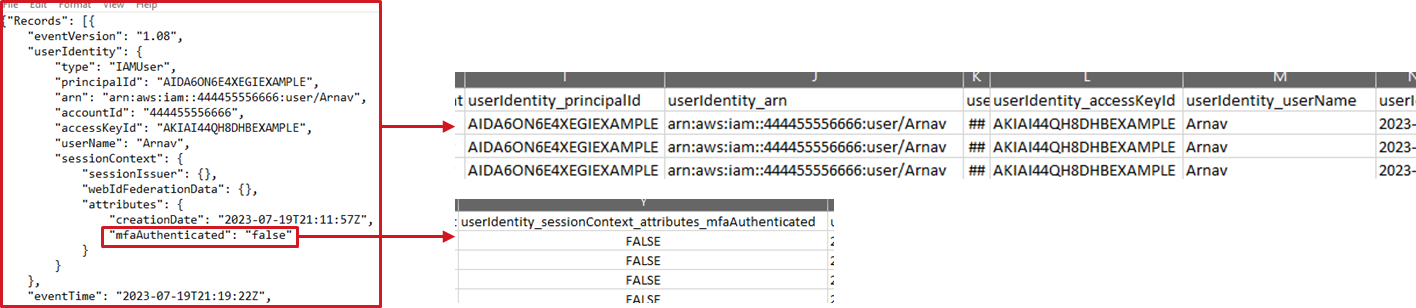 File Edit Format View Help
{"Records": [{
"eventVersion": "1.08",
"userIdentity": {
"type": "IAMUser",
"principalId": "AIDA6ON6E4XEGIEXAMPLE",
"arn": "arn:aws:iam::444455556666:user/Arnav",
"accountId": "444455556666",
"accessKeyId": "AKIAI44QH8DHBEXAMPLE",
"userName": "Arnav",
"sessionContext": {
"sessionIssuer": {},
"webIdFederationData": {},
"attributes": {
"creationDate": "2023-07-19T21:11:57Z",
"mfaAuthenticated": "false"
}
}
},
"eventTime": "2023-07-19T21:19:22Z",
I J K L M N
userIdentity_principalId userIdentity_arn use userIdentity_accessKeyId userIdentity_userName userI
AIDA6ON6E4XEGIEXAMPLE arn:aws:iam::444455556666:user/Arnav ## AKIAI44QH8DHBEXAMPLE Arnav 2023-
AIDA6ON6E4XEGIEXAMPLE arn:aws:iam::444455556666:user/Arnav ## AKIAI44QH8DHBEXAMPLE Arnav 2023-
AIDA6ON6E4XEGIEXAMPLE arn:aws:iam::444455556666:user/Arnav ## AKIAI44QH8DHBEXAMPLE Arnav 2023-
Y
userIdentity_sessionContext_attributes_mfaAuthenticated u
FALSE 2
FALSE 2
FALSE 2
FALSE 2